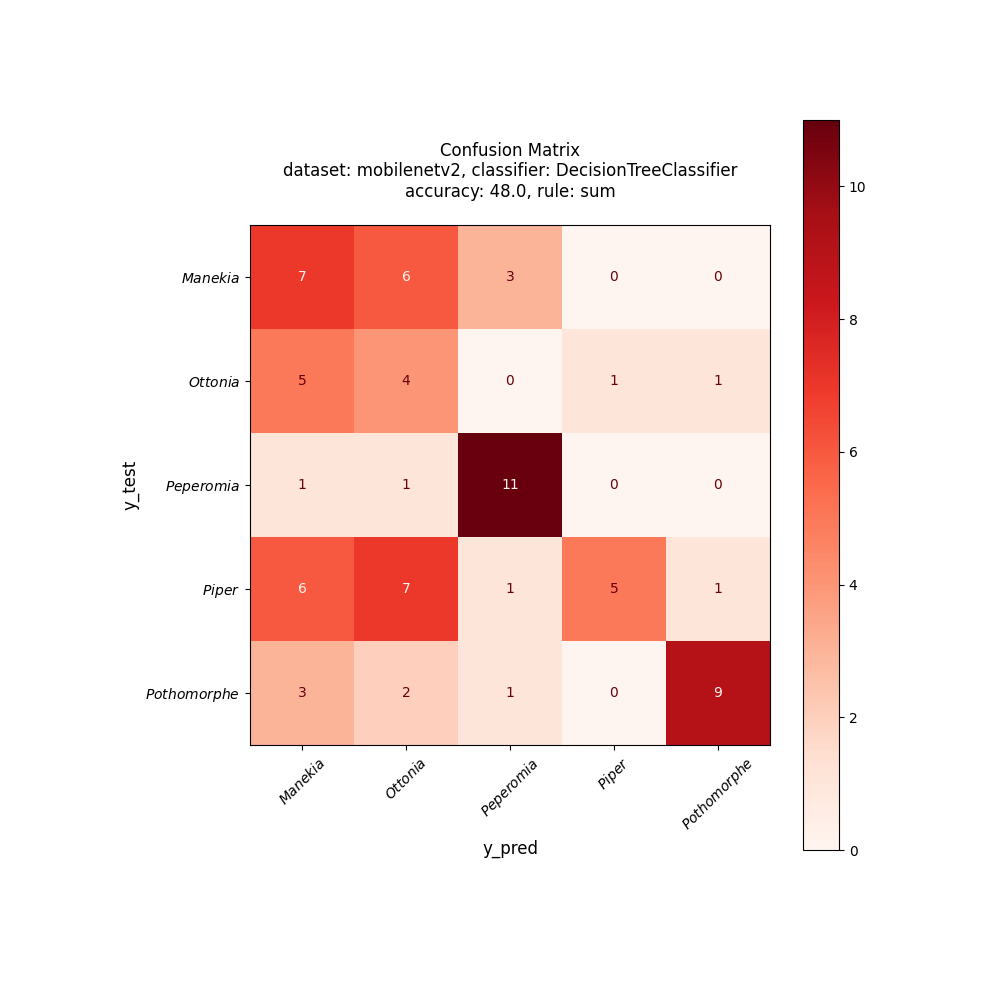 Confusion Matrix
dataset: mobilenetv2, classifier: DecisionTreeClassifier
accuracy: 48.0, rule: sum
Manekia 7 6 3 0 0
Ottonia 5 4 0 1 1
Peperomia 1 1 11 0 0
Piper 6 7 1 5 1
Pothomorphe 3 2 1 0 9
Manekia Ottonia Peperomia Piper Pothomorphe
y_pred
y_test
10
8
6
4
2
0